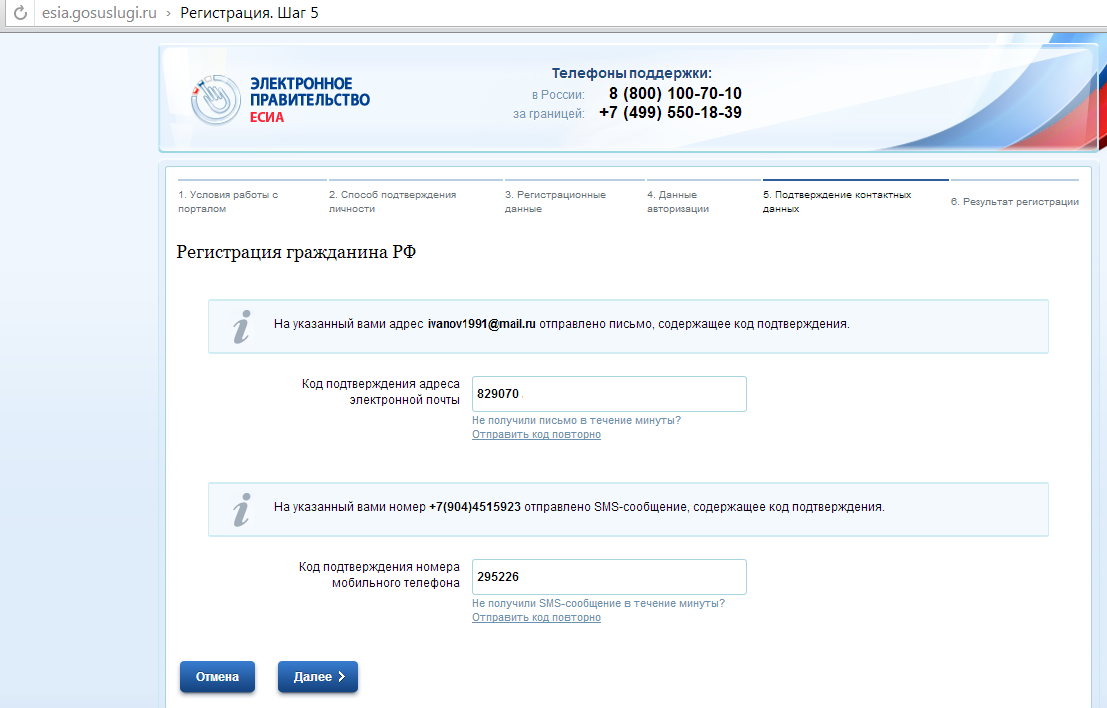 esia.gosuslugi.ru › Регистрация. Шаг 5
ЭЛЕКТРОННОЕ
ПРАВИТЕЛЬСТВО
ЕСИА
Телефоны поддержки:
в России: 8 (800) 100-70-10
за границей: +7 (499) 550-18-39
1. Условия работы с
порталом
2. Способ подтверждения
личности
3. Регистрационные
данные
4. Данные
авторизации
5. Подтверждение контактных
данных
6. Результат регистрации
Регистрация гражданина РФ
i
На указанный вами адрес ivanov1991@mail.ru отправлено письмо, содержащее код подтверждения.
Код подтверждения адреса
электронной почты
829070
Не получили письмо в течение минуты?
Отправить код повторно
i
На указанный вами номер +7(904)4515923 отправлено SMS-сообщение, содержащее код подтверждения.
Код подтверждения номера
мобильного телефона
295226
Не получили SMS-сообщение в течение минуты?
Отправить код повторно
Отмена
Далее